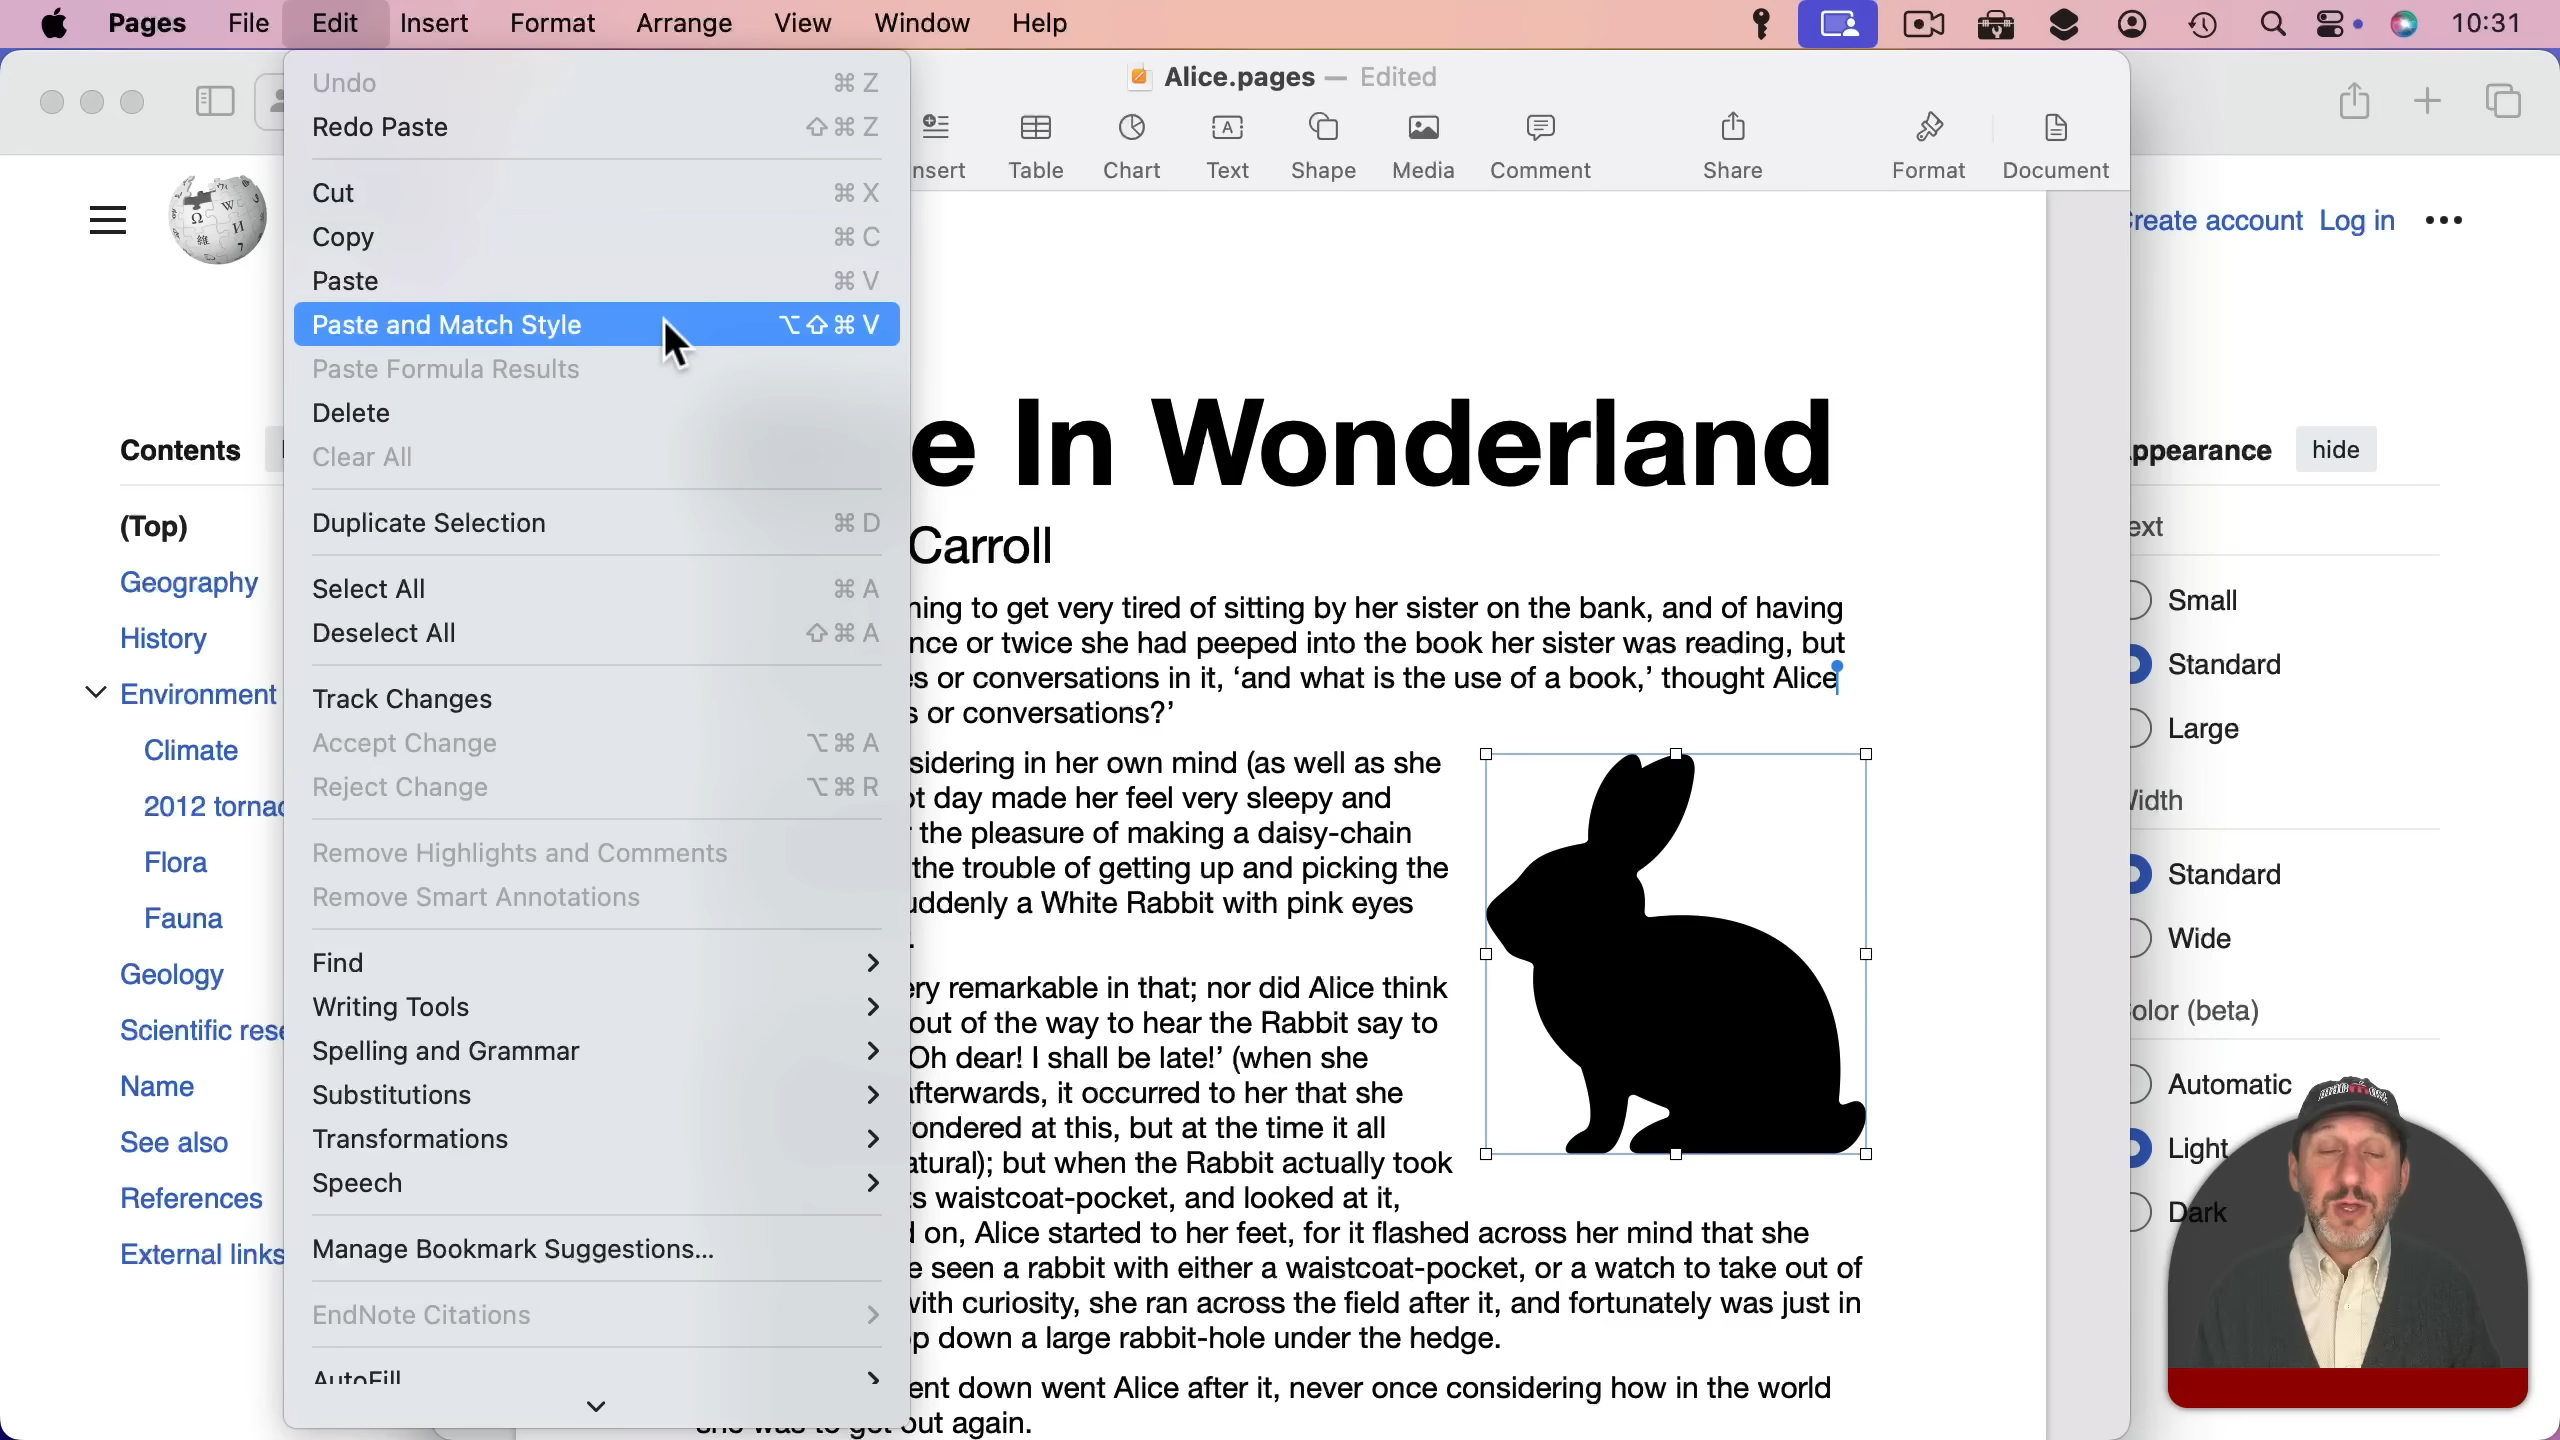 Pages File Edit Insert Format Arrange View Window Help 10:31
Undo ⌘ Z
Redo Paste ⇧ ⌘ Z
Cut ⌘ X
Copy ⌘ C
Paste ⌘ V
Paste and Match Style ⌥ ⇧ ⌘ V
Paste Formula Results
Delete
Clear All
Duplicate Selection ⌘ D
Select All ⌘ A
Deselect All ⇧ ⌘ A
Track Changes
Accept Change ⌥ ⌘ A
Reject Change ⌥ ⌘ R
Remove Highlights and Comments
Remove Smart Annotations
Find
Writing Tools
Spelling and Grammar
Substitutions
Transformations
Speech
Manage Bookmark Suggestions...
EndNote Citations
AutoFill
Contents
(Top)
Geography
History
Environment
Climate
2012 tornad
Flora
Fauna
Geology
Scientific rese
Name
See also
References
External links
Alice.pages — Edited
nsert Table Chart Text Shape Media Comment Share Format Document
e In Wonderland
Carroll
ning to get very tired of sitting by her sister on the bank, and of having
nce or twice she had peeped into the book her sister was reading, but
es or conversations in it, ‘and what is the use of a book,’ thought Alice
s or conversations?’
sidering in her own mind (as well as she
ot day made her feel very sleepy and
r the pleasure of making a daisy-chain
the trouble of getting up and picking the
uddenly a White Rabbit with pink eyes
.
ery remarkable in that; nor did Alice think
out of the way to hear the Rabbit say to
Oh dear! I shall be late!’ (when she
afterwards, it occurred to her that she
ondered at this, but at the time it all
atural); but when the Rabbit actually took
s waistcoat-pocket, and looked at it,
d on, Alice started to her feet, for it flashed across her mind that she
e seen a rabbit with either a waistcoat-pocket, or a watch to take out of
with curiosity, she ran across the field after it, and fortunately was just in
p down a large rabbit-hole under the hedge.
ent down went Alice after it, never once considering how in the world
she was to get out again.
Create account Log in
ppearance hide
ext
Small
Standard
Large
Width
Standard
Wide
olor (beta)
Automatic
Light
Dark